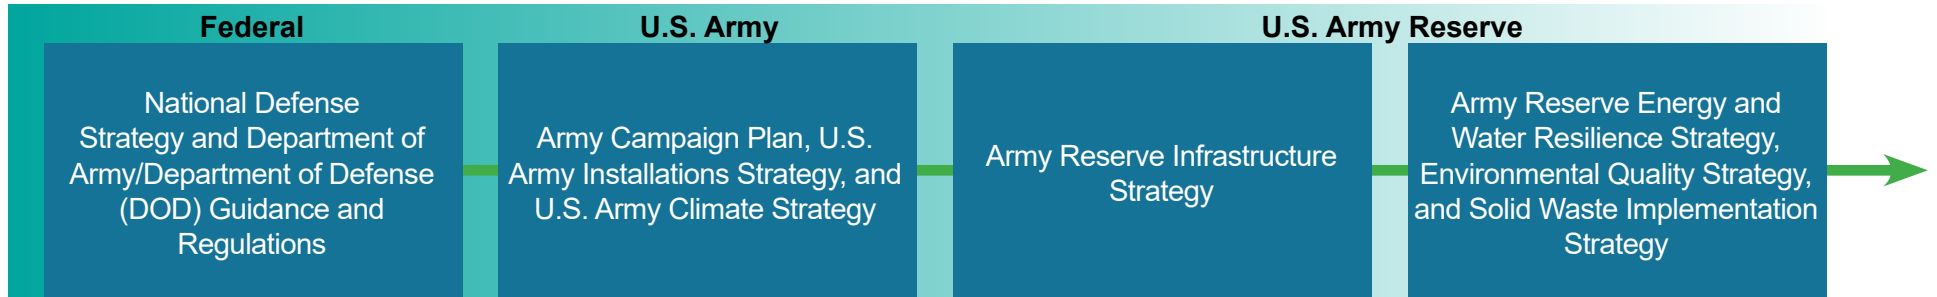 Federal
U.S. Army
U.S. Army Reserve
National Defense
Strategy and Department of
Army/Department of Defense
(DOD) Guidance and
Regulations
Army Campaign Plan, U.S.
Army Installations Strategy, and
U.S. Army Climate Strategy
Army Reserve Infrastructure
Strategy
Army Reserve Energy and
Water Resilience Strategy,
Environmental Quality Strategy,
and Solid Waste Implementation
Strategy